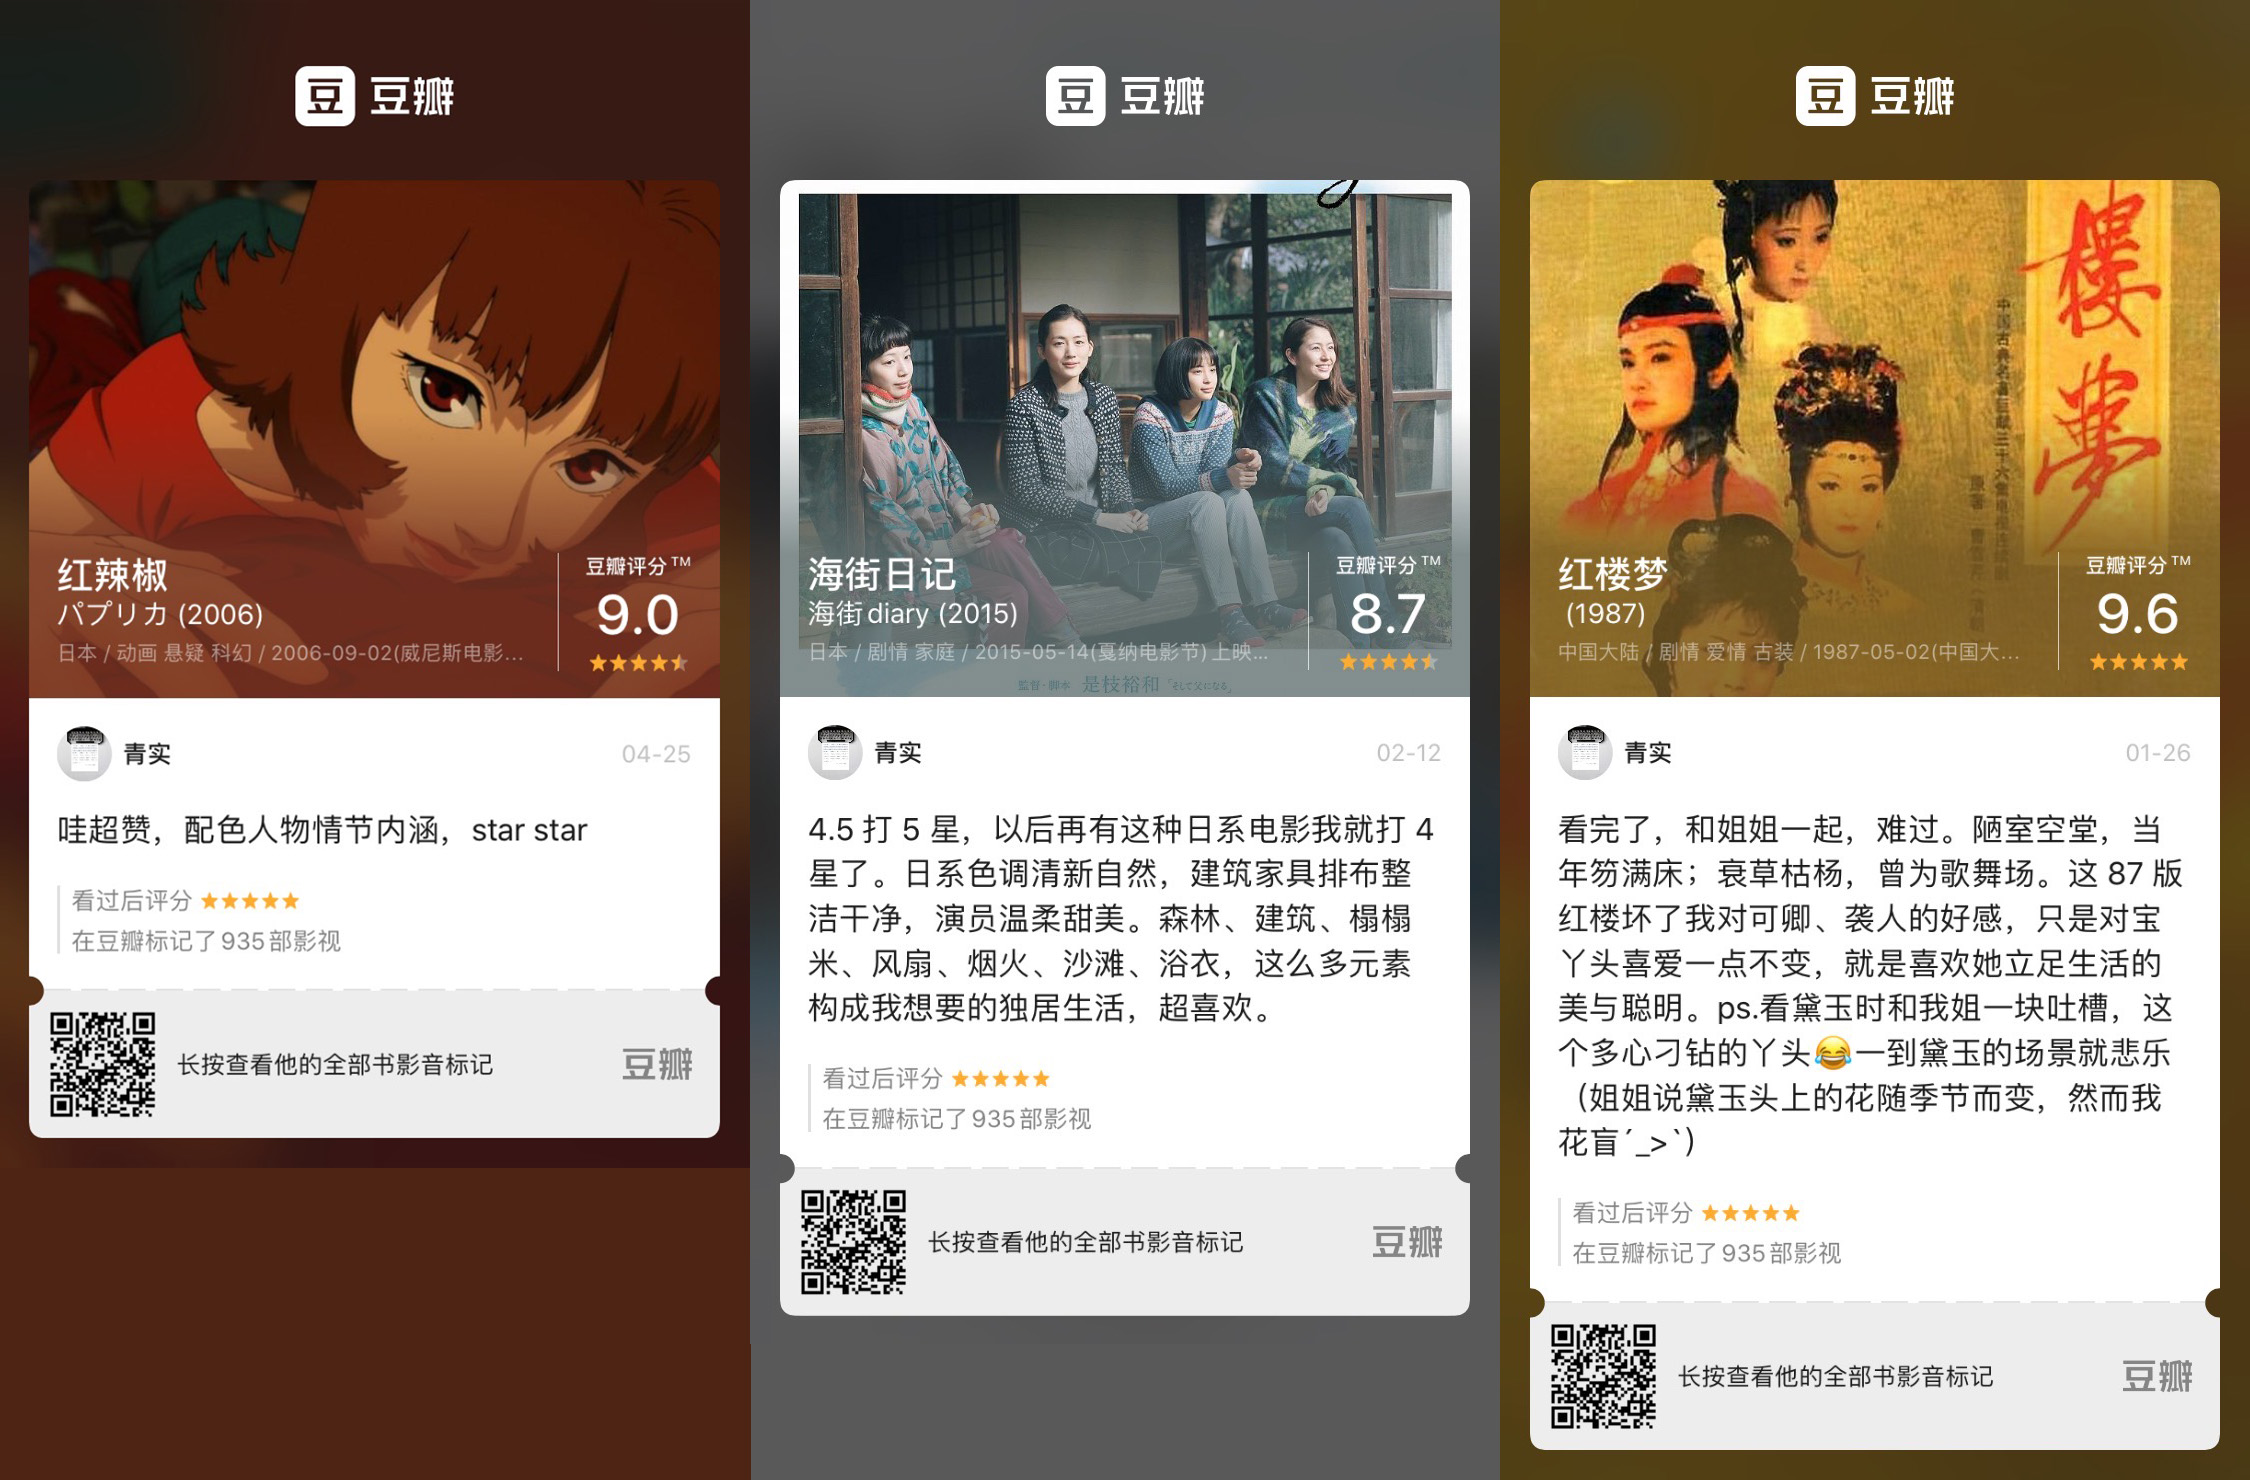 豆 豆瓣
红辣椒
パプリカ (2006)
日本 / 动画 悬疑 科幻 / 2006-09-02(威尼斯电影...
豆瓣评分™
9.0
青实
04-25
哇超赞，配色人物情节内涵，star star
看过后评分
在豆瓣标记了935部影视
长按查看他的全部书影音标记
豆瓣
豆 豆瓣
海街日记
海街diary (2015)
日本 / 剧情 家庭 / 2015-05-14(戛纳电影节) 上映...
豆瓣评分™
8.7
監督・脚本 是枝裕和「そして父になる」
青实
02-12
4.5 打 5 星，以后再有这种日系电影我就打 4
星了。日系色调清新自然，建筑家具排布整
洁干净，演员温柔甜美。森林、建筑、榻榻
米、风扇、烟火、沙滩、浴衣，这么多元素
构成我想要的独居生活，超喜欢。
看过后评分
在豆瓣标记了935部影视
长按查看他的全部书影音标记
豆瓣
豆 豆瓣
樓夢
红楼梦
(1987)
中国大陆 / 剧情 爱情 古装 / 1987-05-02(中国大...
豆瓣评分™
9.6
青实
01-26
看完了，和姐姐一起，难过。陋室空堂，当
年笏满床；衰草枯杨，曾为歌舞场。这 87 版
红楼坏了我对可卿、袭人的好感，只是对宝
丫头喜爱一点不变，就是喜欢她立足生活的
美与聪明。ps.看黛玉时和我姐一块吐槽，这
个多心刁钻的丫头😂一到黛玉的场景就悲乐
（姐姐说黛玉头上的花随季节而变，然而我
花盲´_>`）
看过后评分
在豆瓣标记了935部影视
长按查看他的全部书影音标记
豆瓣